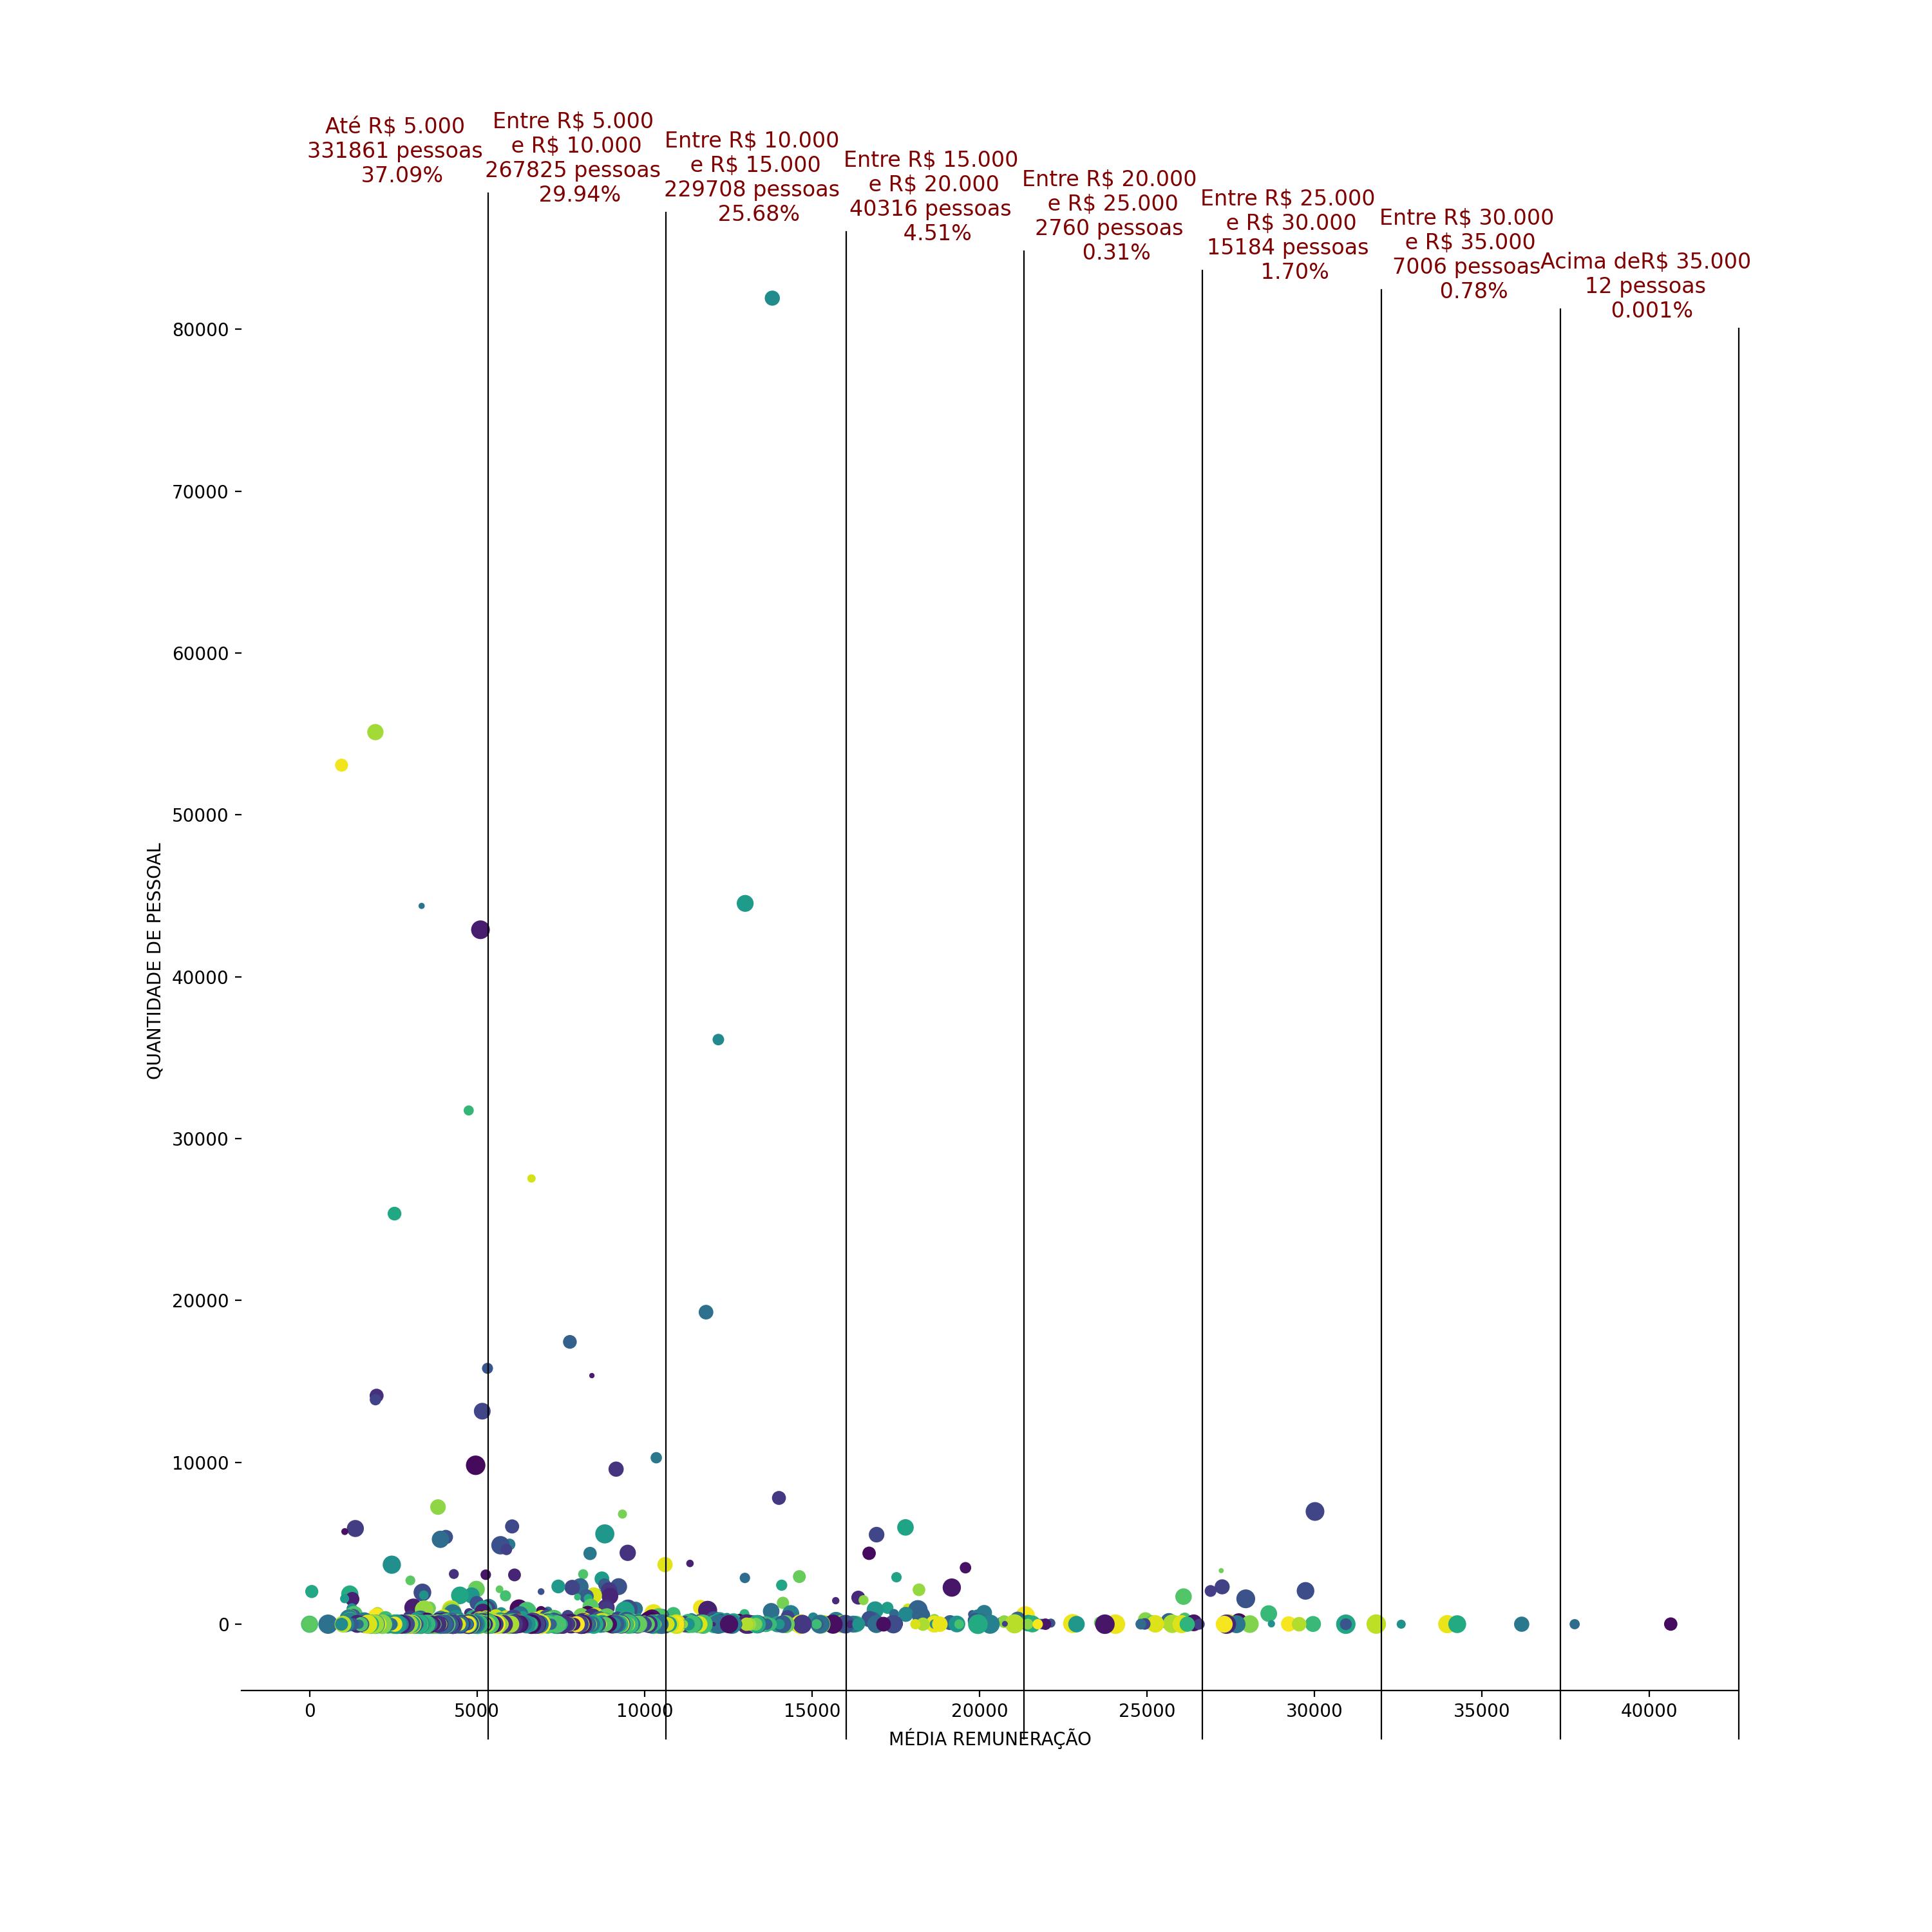 Até R$ 5.000
331861 pessoas
37.09%
Entre R$ 5.000
e R$ 10.000
267825 pessoas
29.94%
Entre R$ 10.000
e R$ 15.000
229708 pessoas
25.68%
Entre R$ 15.000
e R$ 20.000
40316 pessoas
4.51%
Entre R$ 20.000
e R$ 25.000
2760 pessoas
0.31%
Entre R$ 25.000
e R$ 30.000
15184 pessoas
1.70%
Entre R$ 30.000
e R$ 35.000
7006 pessoas
0.78%
Acima deR$ 35.000
12 pessoas
0.001%
80000
70000
60000
50000
40000
30000
20000
10000
0
QUANTIDADE DE PESSOAL
0 5000 10000 15000 20000 25000 30000 35000 40000
MÉDIA REMUNERAÇÃO